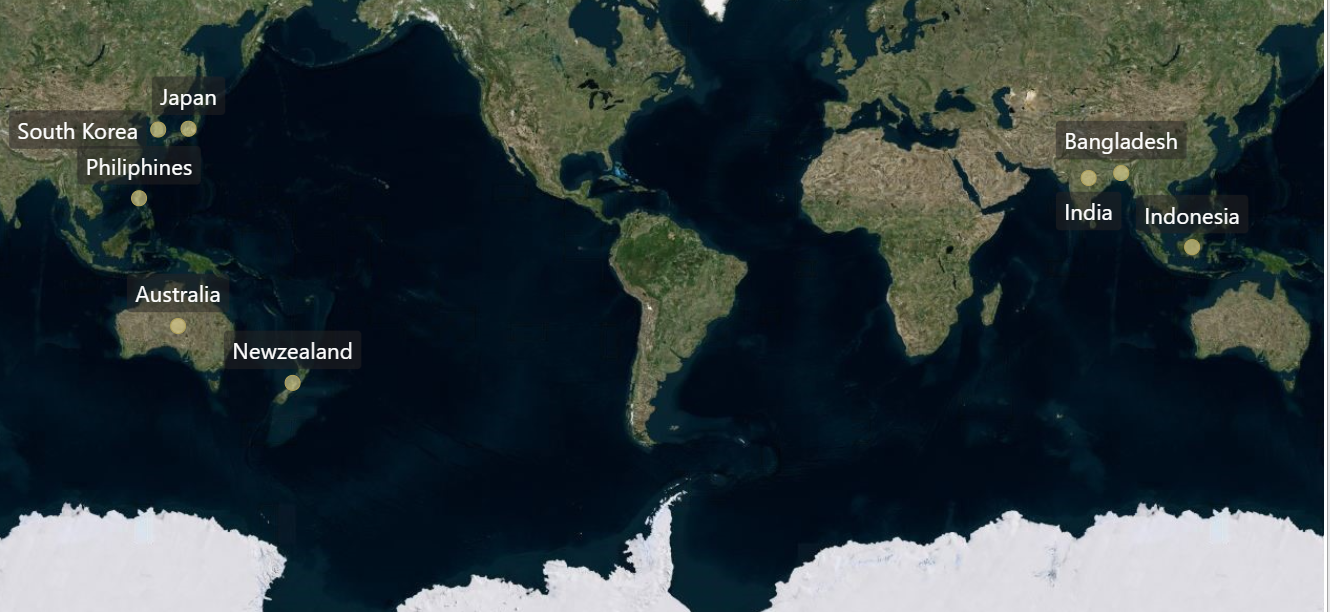 Japan
South Korea
Philiphines
Australia
Newzealand
Bangladesh
India
Indonesia